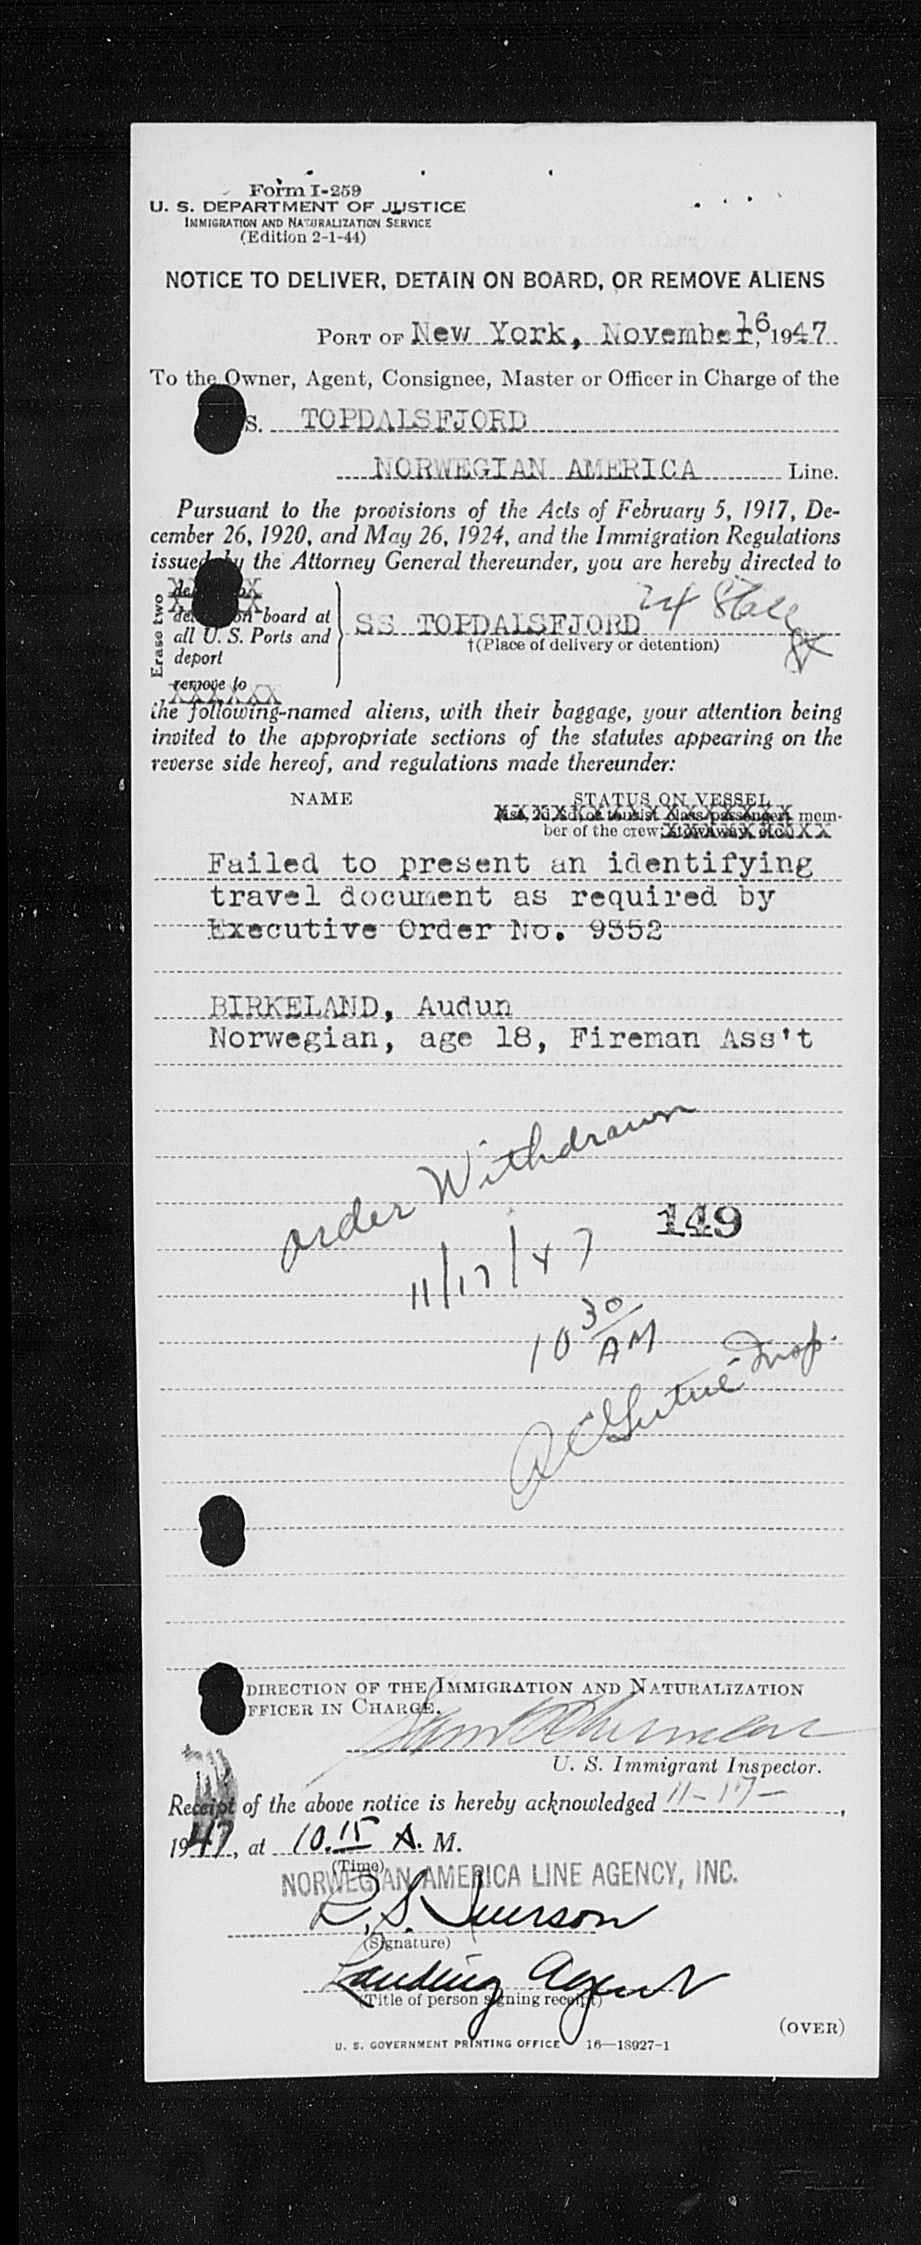 Form I-259
U. S. DEPARTMENT OF JUSTICE
IMMIGRATION AND NATURALIZATION SERVICE
(Edition 2-1-44)
NOTICE TO DELIVER, DETAIN ON BOARD, OR REMOVE ALIENS
PORT OF New York, November 16, 1947
To the Owner, Agent, Consignee, Master or Officer in Charge of the
S. TOPDALSFJORD
NORWEGIAN AMERICA Line.
Pursuant to the provisions of the Acts of February 5, 1917, De-
cember 26, 1920, and May 26, 1924, and the Immigration Regulations
issued by the Attorney General thereunder, you are hereby directed to
Erase two
on board at
all U. S. Ports and
deport
remove to
SS TOPDALSFJORD 24 State St
†(Place of delivery or detention)
the following-named aliens, with their baggage, your attention being
invited to the appropriate sections of the statutes appearing on the
reverse side hereof, and regulations made thereunder:
NAME STATUS ON VESSEL
mem-
ber of the crew
Failed to present an identifying
travel document as required by
Executive Order No. 9352
BIRKELAND, Audun
Norwegian, age 18, Fireman Ass't
order Withdrawn
149
11/17/47
10 30 AM
Insp.
DIRECTION OF THE IMMIGRATION AND NATURALIZATION
FFICER IN CHARGE.
U. S. Immigrant Inspector.
Receipt of the above notice is hereby acknowledged 11-17-,
1947, at 10.15 A. M.
(Time)
NORWEGIAN AMERICA LINE AGENCY, INC.
R. S. Iverson
(Signature)
Landing Agent
(Title of person signing receipt)
(OVER)
U. S. GOVERNMENT PRINTING OFFICE 16—18927-1